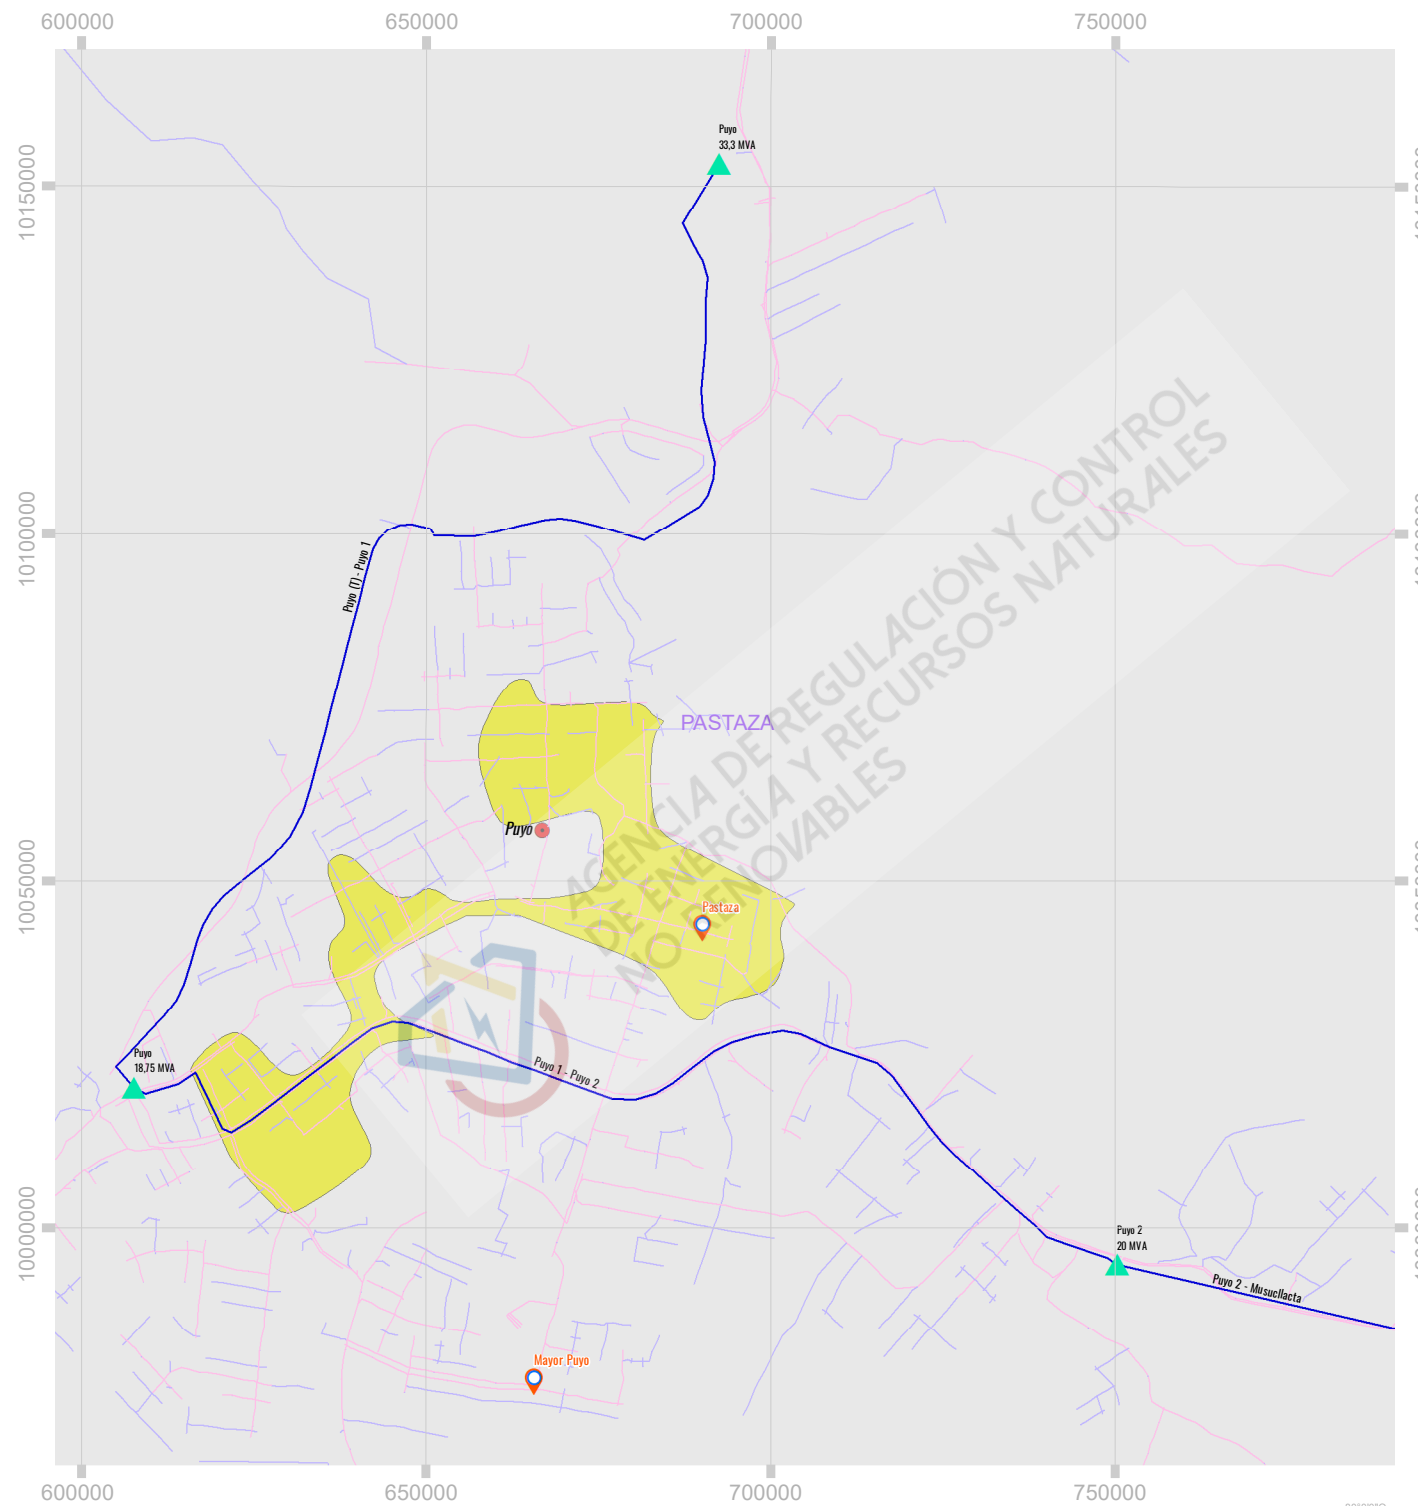 600000
650000
700000
750000
10150000
10100000
10050000
10000000
Puyo
33,3 MVA
Puyo (T) - Puyo 1
PASTAZA
Puyo
Pastaza
AGENCIA DE REGULACIÓN Y CONTROL
DE ENERGÍA Y RECURSOS NATURALES
NO RENOVABLES
Puyo
18,75 MVA
Puyo 1 - Puyo 2
Puyo 2
20 MVA
Puyo 2 - Musucllacta
Mayor Puyo
600000
650000
700000
750000